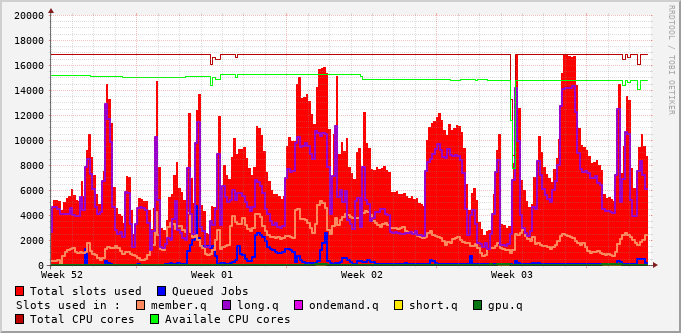 RRDTOOL / TOBI OETIKER
20000
18000
16000
14000
12000
10000
8000
6000
4000
2000
0
Week 52 Week 01 Week 02 Week 03
Total slots used Queued Jobs
Slots used in : member.q long.q ondemand.q short.q gpu.q
Total CPU cores Availale CPU cores